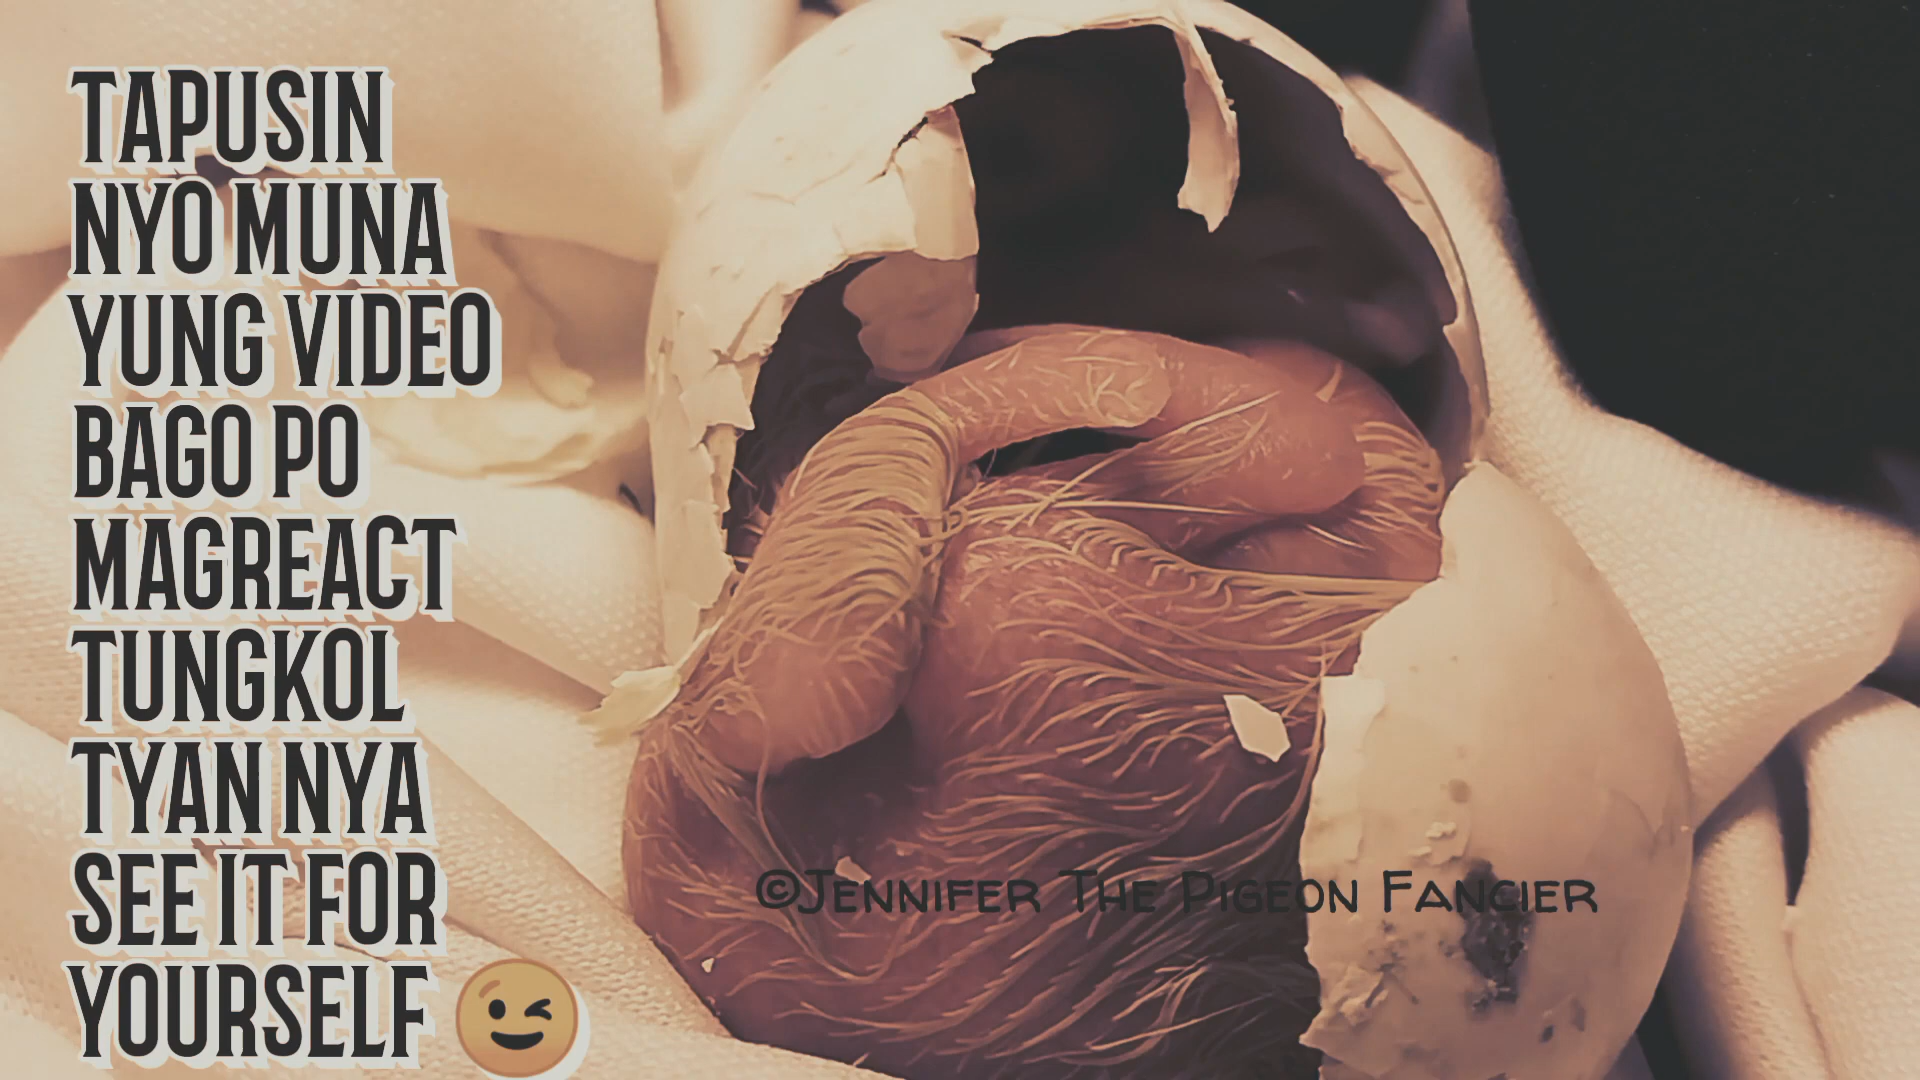 TAPUSIN
NYO MUNA
YUNG VIDEO
BAGO PO
MAGREACT
TUNGKOL
TYAN NYA
SEE IT FOR
YOURSELF 😉
©JENNIFER THE PIGEON FANCIER